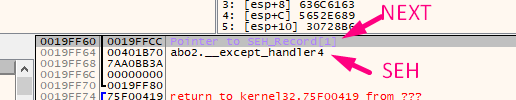 3: [esp+8] 636C6163
4: [esp+C] 5652E689
5: [esp+10] 307288
NEXT
0019FF60 0019FFCC Pointer to SEH_Record[1]
0019FF64 00401B70 abo2.__except_handler4
0019FF68 7AA0BB3A
0019FF6C 00000000
0019FF70 0019FF80
SEH
0019FF74 75F00419 return to kernel32.75F00419 from ???